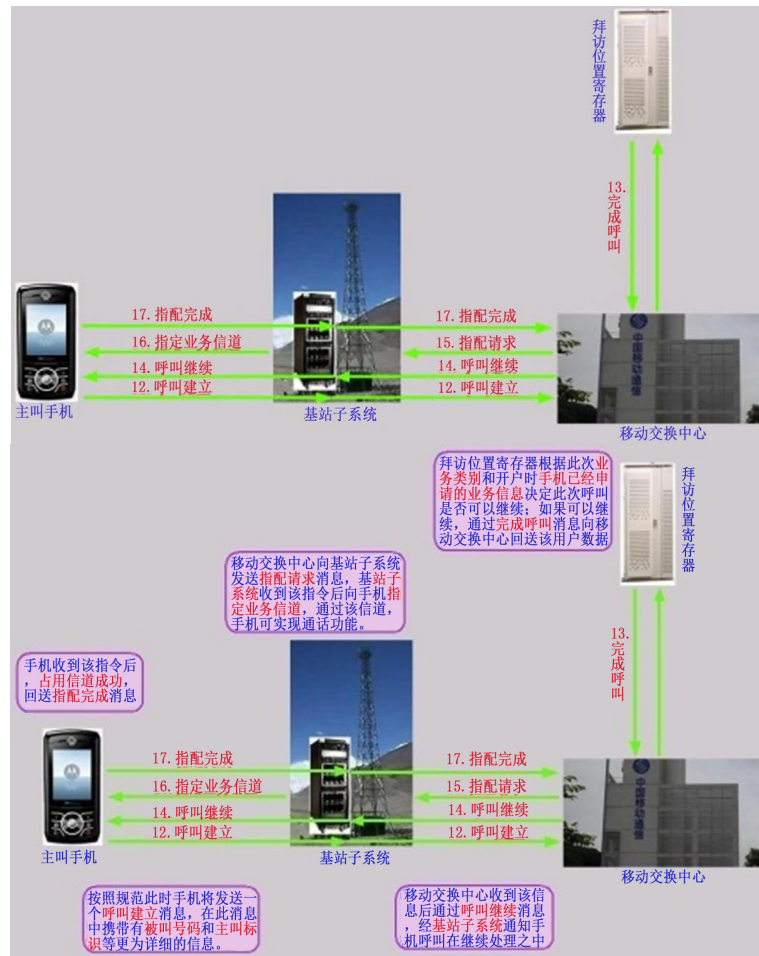 拜访位置寄存器
13.完成呼叫
17.指配完成
17.指配完成
16.指定业务信道
15.指配请求
14.呼叫继续
14.呼叫继续
12.呼叫建立
12.呼叫建立
中国移动通信
主叫手机
基站子系统
移动交换中心
拜访位置寄存器根据此次业
务类别和开户时手机已经申
请的业务信息决定此次呼叫
是否可以继续；如果可以继
续，通过完成呼叫消息向移
动交换中心回送该用户数据
拜访位置寄存器
移动交换中心向基站子系统
发送指配请求消息，基站子
系统收到该指令后向手机指
定业务信道，通过该信道，
手机可实现通话功能。
13.完成呼叫
手机收到该指令后
，占用信道成功，
回送指配完成消息
17.指配完成
17.指配完成
16.指定业务信道
15.指配请求
14.呼叫继续
14.呼叫继续
12.呼叫建立
12.呼叫建立
中国移动通信
主叫手机
基站子系统
移动交换中心
按照规范此时手机将发送一
个呼叫建立消息，在此消息
中携带有被叫号码和主叫标
识等更为详细的信息。
移动交换中心收到该信
息后通过呼叫继续消息
，经基站子系统通知手
机呼叫在继续处理之中